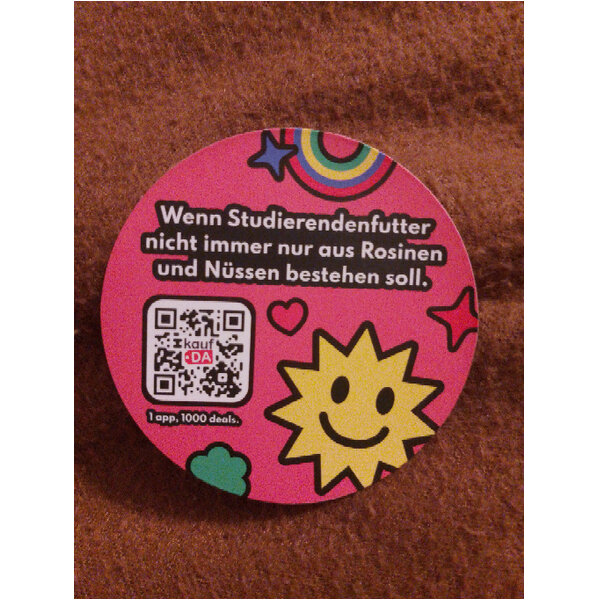 Wenn Studierendenfutter
nicht immer nur aus Rosinen
und Nüssen bestehen soll.
kauf
DA
1 app, 1000 deals.